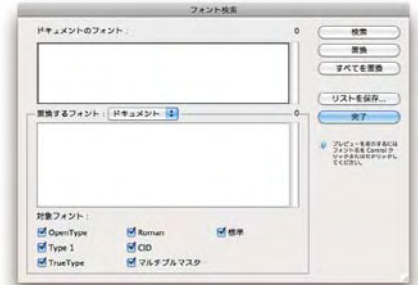 フォント検索
ドキュメントのフォント： 0
検索
置換
すべてを置換
リストを保存...
完了
置換するフォント： ドキュメント 0
プレビューを表示するには
フォント名を Control ク
リックまたは右クリックし
てください。
対象フォント：
OpenType Roman 標準
Type 1 CID
TrueType マルチプルマスター